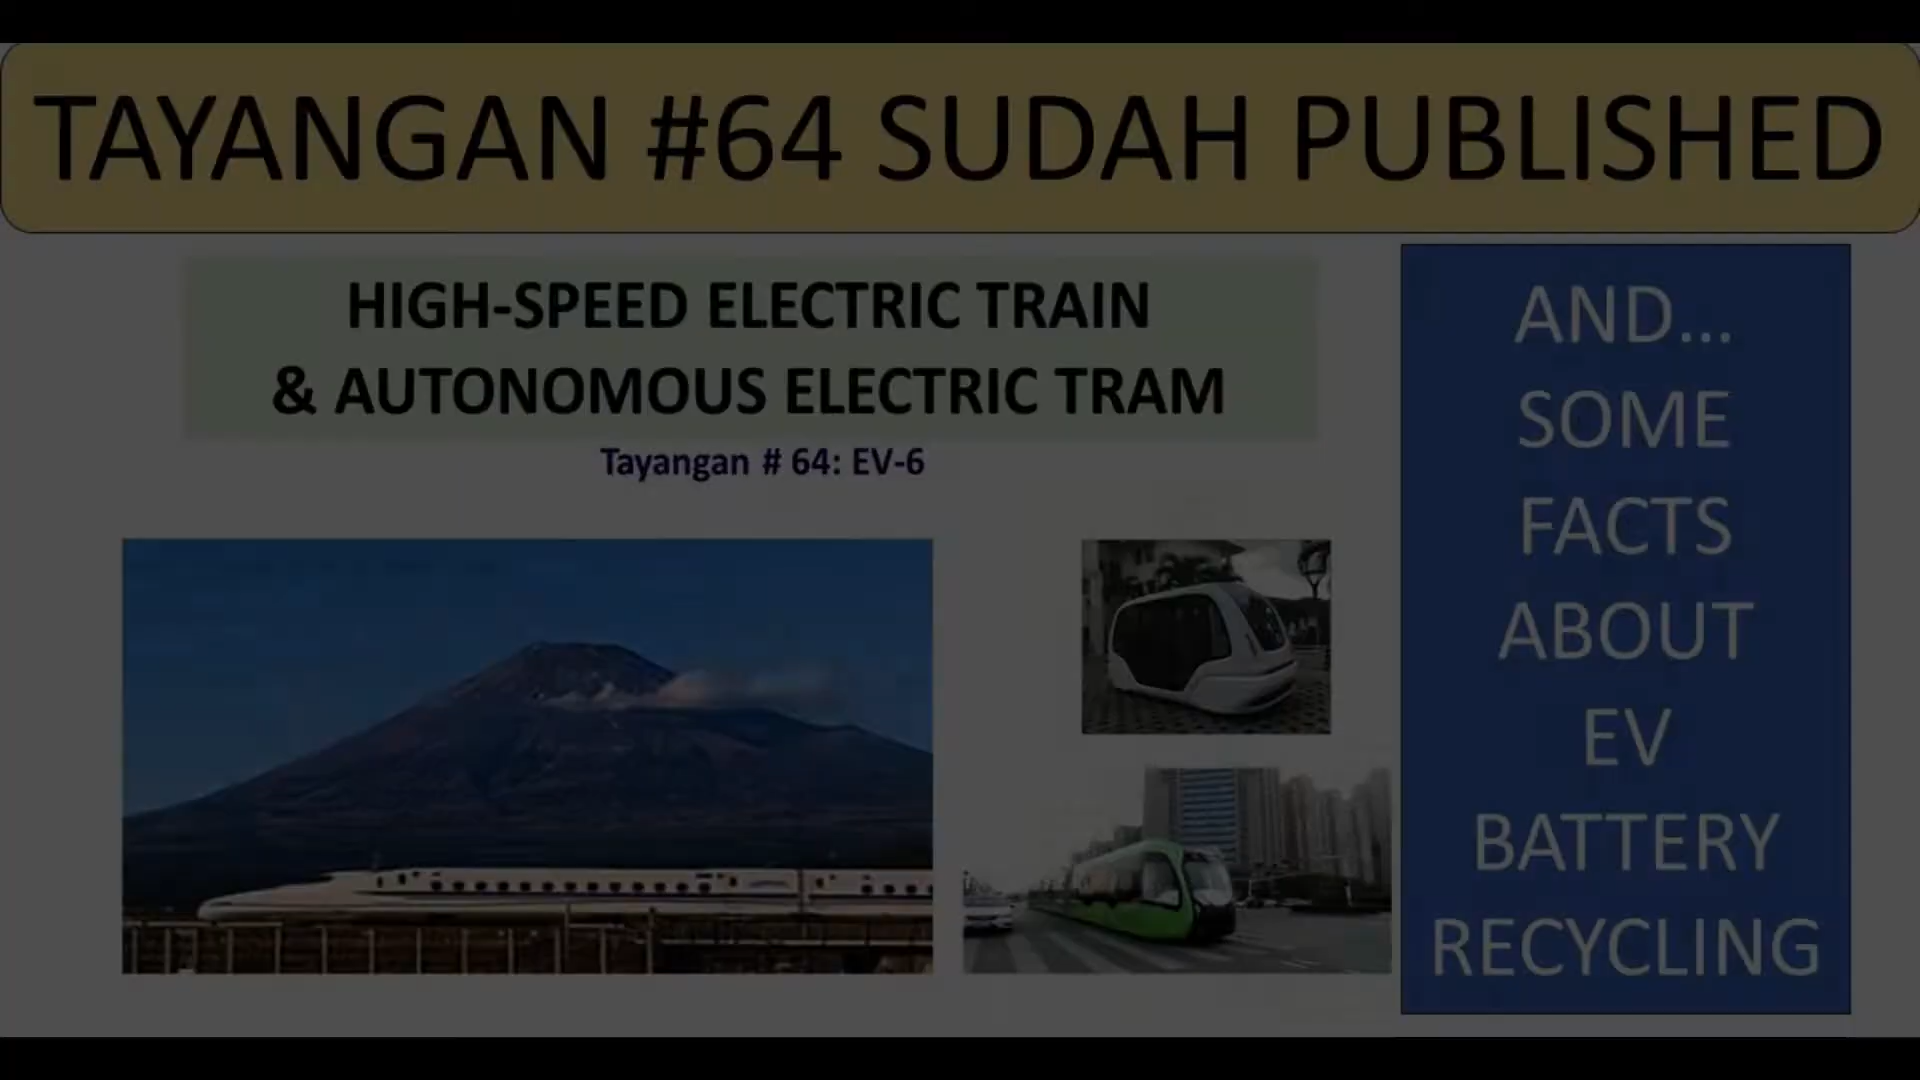 TAYANGAN #64 SUDAH PUBLISHED
HIGH-SPEED ELECTRIC TRAIN
& AUTONOMOUS ELECTRIC TRAM
Tayangan # 64: EV-6
AND...
SOME
FACTS
ABOUT
EV
BATTERY
RECYCLING